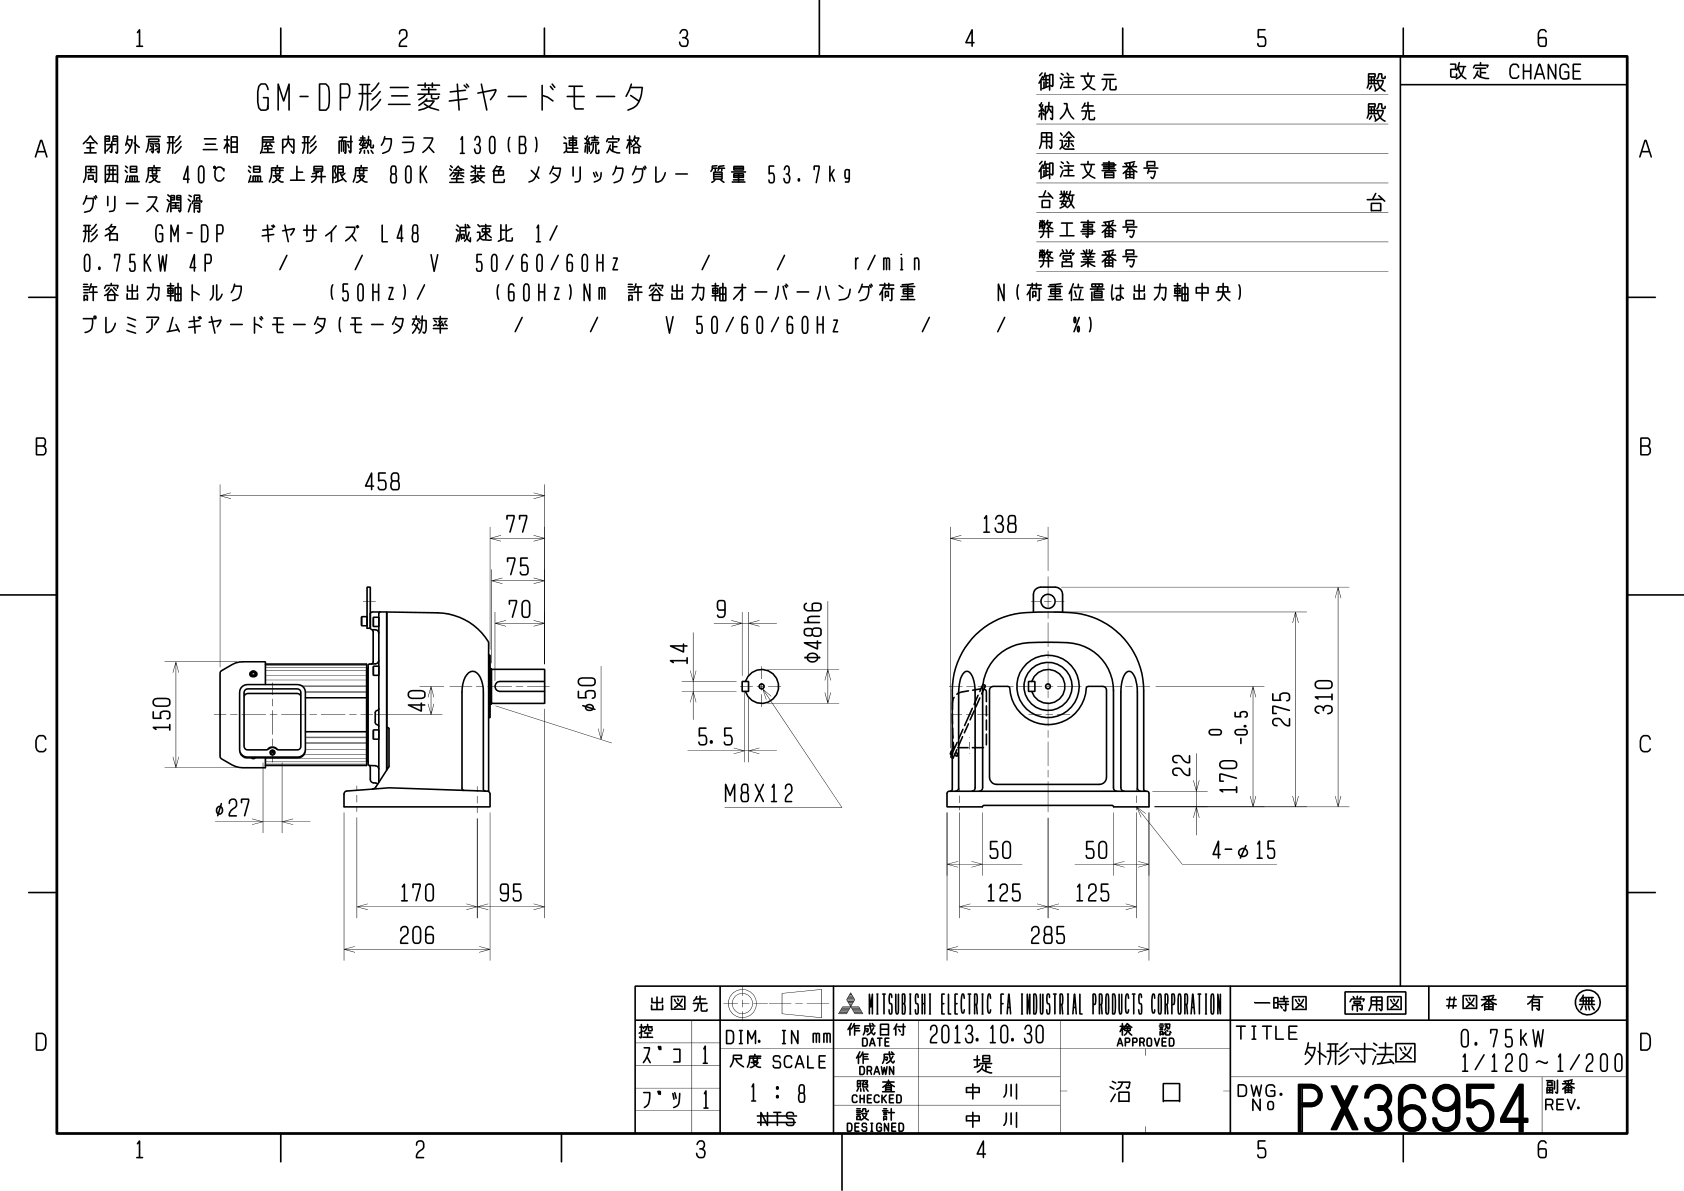 1 2 3 4 5 6
改定 CHANGE
GM-DP形三菱ギヤードモータ
全閉外扇形 三相 屋内形 耐熱クラス 130(B) 連続定格
周囲温度 40℃ 温度上昇限度 80K 塗装色 メタリックグレー 質量 53.7kg
グリース潤滑
形名 GM-DP ギヤサイズ L48 減速比 1/
0.75KW 4P / / V 50/60/60Hz / / r/min
許容出力軸トルク (50Hz)/ (60Hz)Nm 許容出力軸オーバーハング荷重 N(荷重位置は出力軸中央)
プレミアムギヤードモータ(モータ効率 / / V 50/60/60Hz / / %)
御注文元 殿
納入先 殿
用途
御注文書番号
台数 台
弊工事番号
弊営業番号
A A
B B
C C
D D
458
77
75
70
150
40
φ50
φ27
170 95
206
9
14
Φ48h6
5.5
M8X12
138
22
170 0 -0.5
275
310
50 50
4-φ15
125 125
285
出図先
控
ズコ 1
ブツ 1
DIM. IN mm
尺度 SCALE
1 : 8
NTS
MITSUBISHI ELECTRIC FA INDUSTRIAL PRODUCTS CORPORATION
作成日付 DATE 2013.10.30
作成 DRAWN 堤
照査 CHECKED 中川
設計 DESIGNED 中川
検認 APPROVED
沼口
一時図 常用図 #図番 有 無
TITLE 外形寸法図
0.75kW
1/120~1/200
DWG. No PX36954
副番 REV.
1 2 3 4 5 6